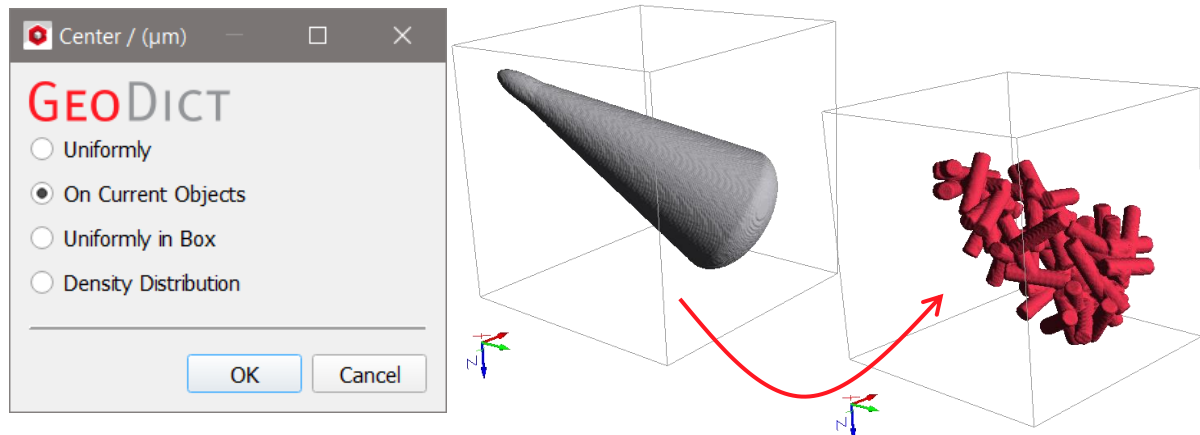 Center / (µm)
GEODICT
Uniformly
On Current Objects
Uniformly in Box
Density Distribution
OK
Cancel
Z
Z